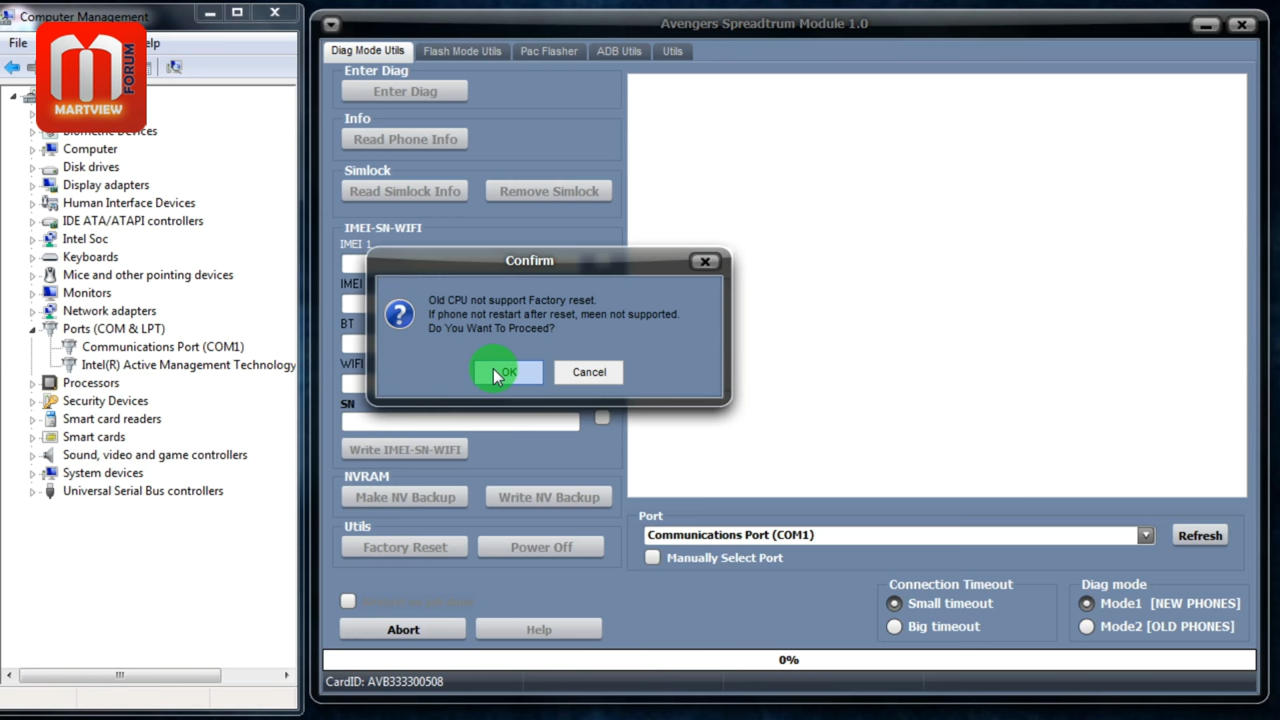 Computer Management
File
elp
MARTVIEW
FORUM
Biometric Devices
Computer
Disk drives
Display adapters
Human Interface Devices
IDE ATA/ATAPI controllers
Intel Soc
Keyboards
Mice and other pointing devices
Monitors
Network adapters
Ports (COM & LPT)
Communications Port (COM1)
Intel(R) Active Management Technology
Processors
Security Devices
Smart card readers
Smart cards
Sound, video and game controllers
System devices
Universal Serial Bus controllers
Avengers Spreadtrum Module 1.0
Diag Mode Utils
Flash Mode Utils
Pac Flasher
ADB Utils
Utils
Enter Diag
Enter Diag
Info
Read Phone Info
Simlock
Read Simlock Info
Remove Simlock
IMEI-SN-WIFI
IMEI 1
IMEI
BT
WIFI
SN
Write IMEI-SN-WIFI
NVRAM
Make NV Backup
Write NV Backup
Utils
Factory Reset
Power Off
Abort
Help
Confirm
Old CPU not support Factory reset.
If phone not restart after reset, meen not supported.
Do You Want To Proceed?
OK
Cancel
Port
Communications Port (COM1)
Refresh
Manually Select Port
Connection Timeout
Small timeout
Big timeout
Diag mode
Mode1 [NEW PHONES]
Mode2 [OLD PHONES]
0%
CardID: AVB333300508